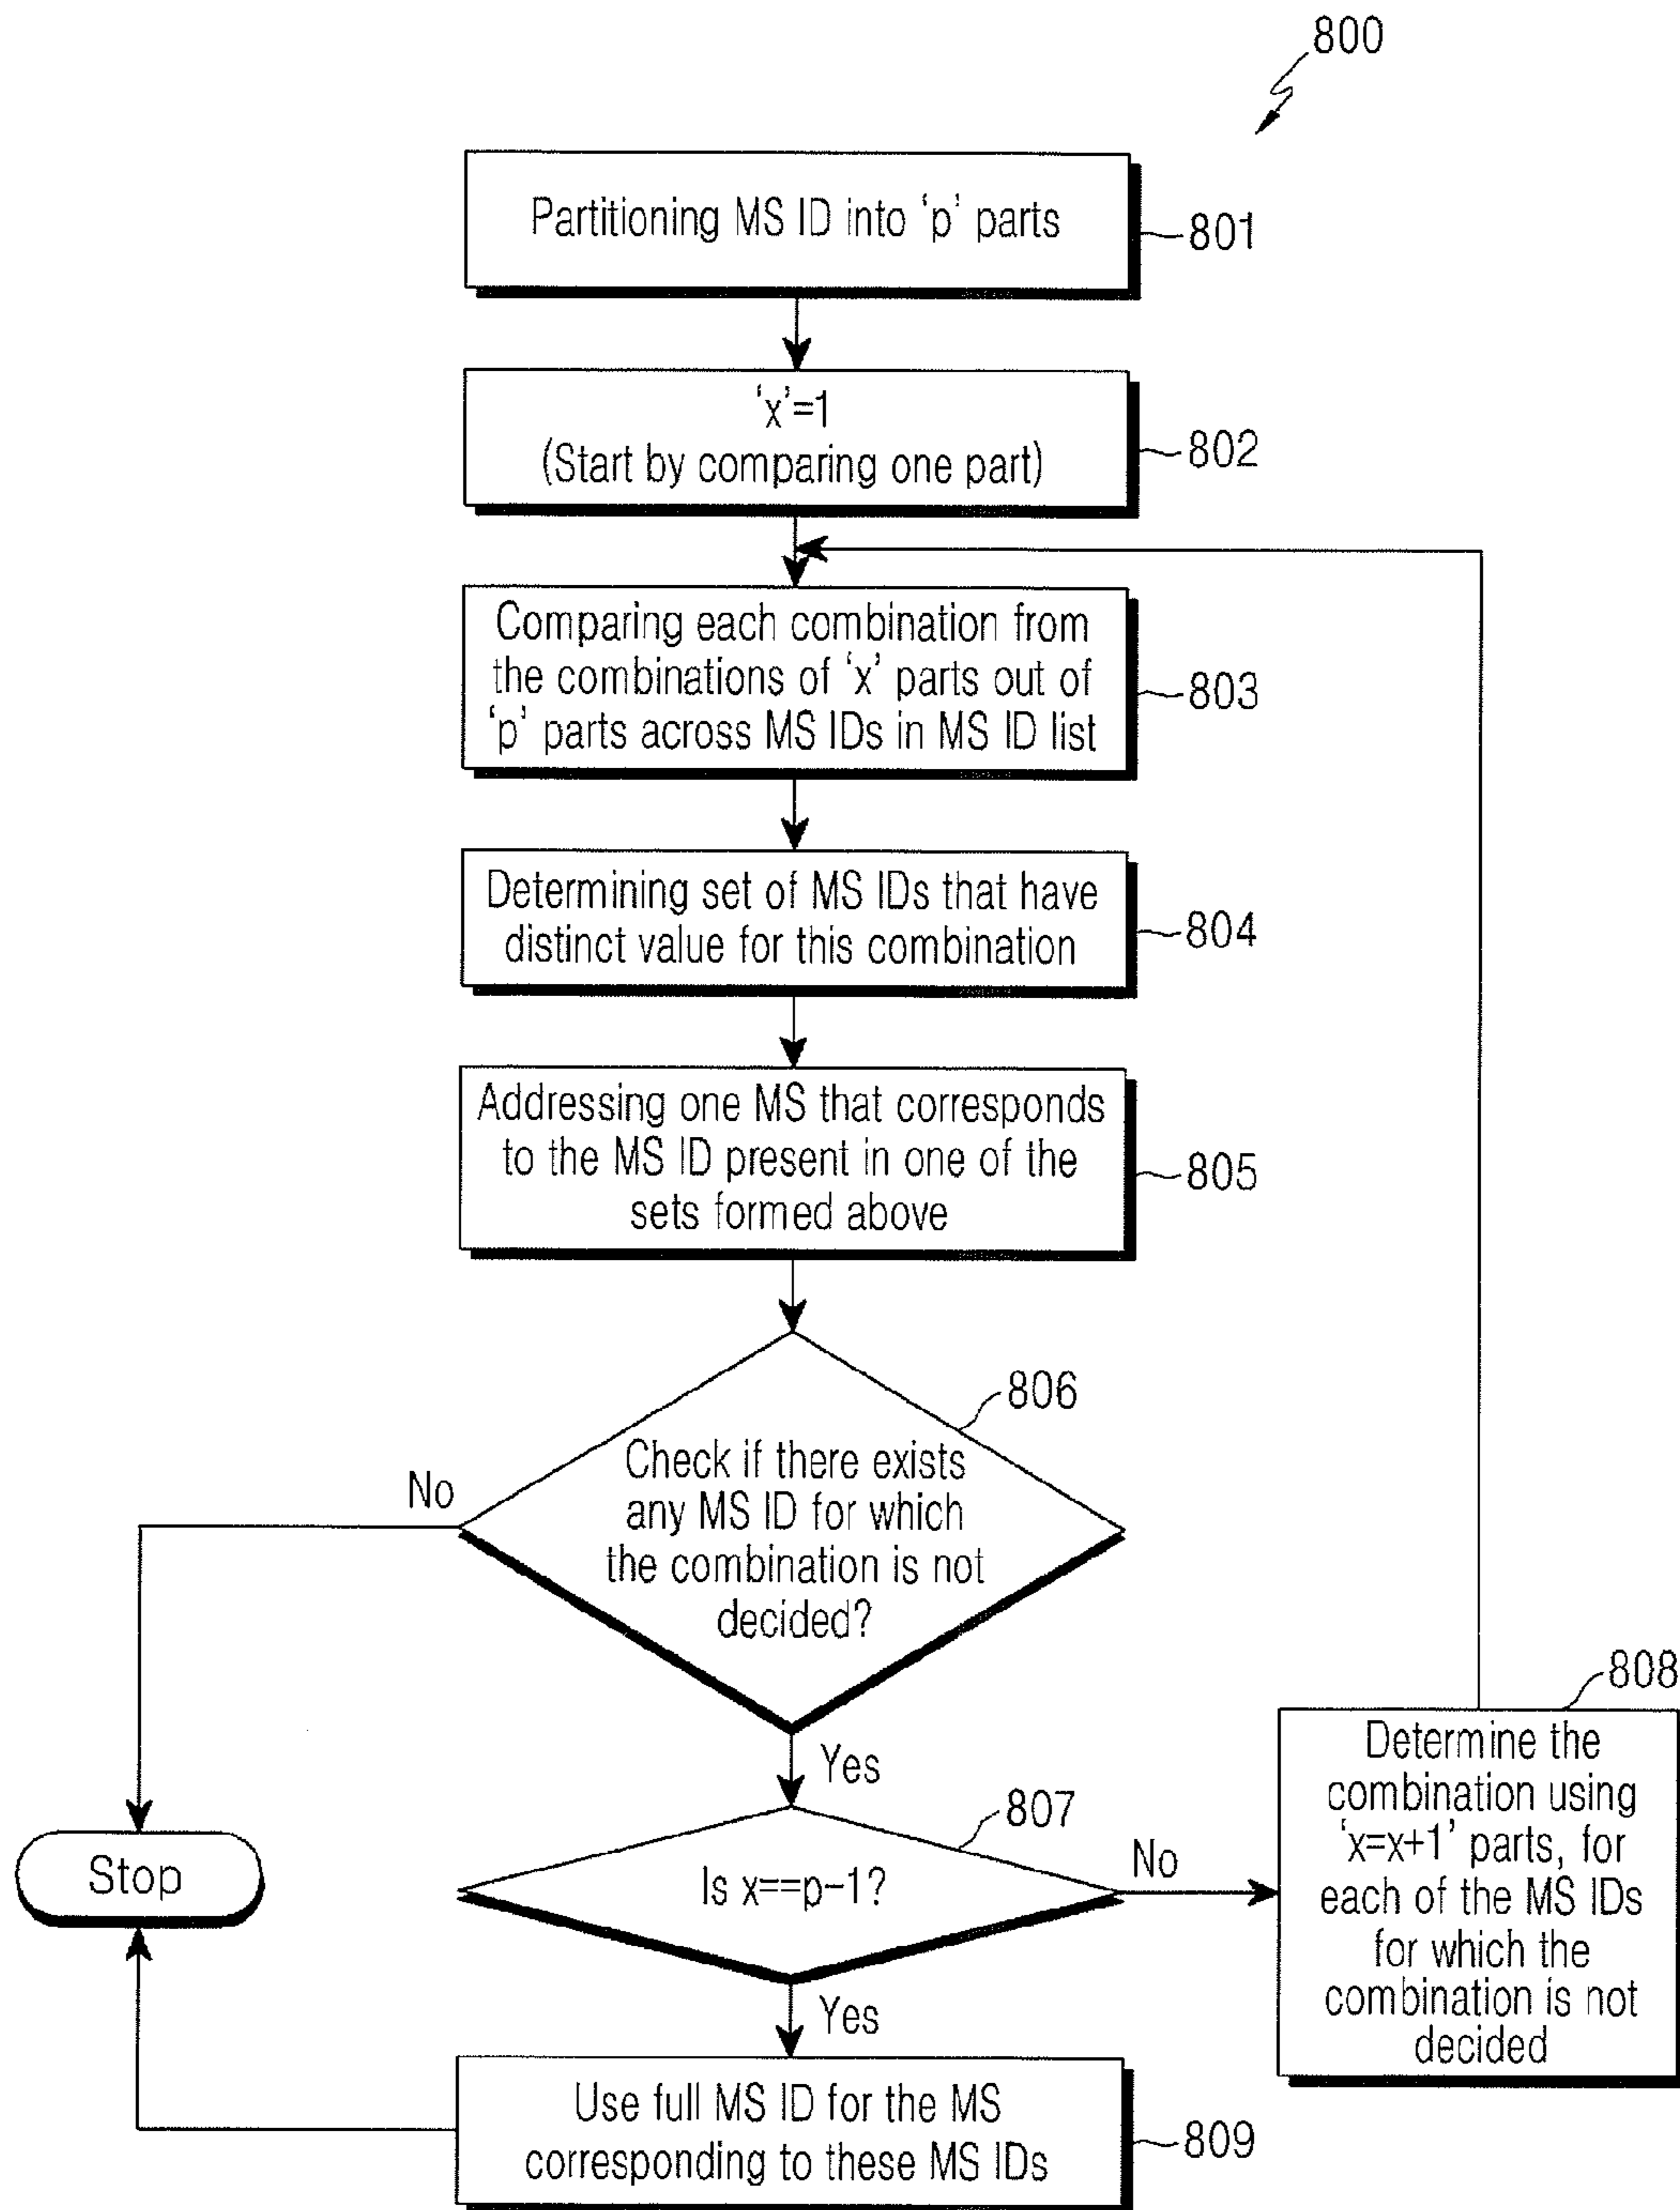 800
Partitioning MS ID into ‘p’ parts
801
‘x’=1
(Start by comparing one part)
802
Comparing each combination from
the combinations of ‘x’ parts out of
‘p’ parts across MS IDs in MS ID list
803
Determining set of MS IDs that have
distinct value for this combination
804
Addressing one MS that corresponds
to the MS ID present in one of the
sets formed above
805
806
Check if there exists
any MS ID for which
the combination is not
decided?
No
Yes
807
Is x==p-1?
No
Yes
808
Determine the
combination using
‘x=x+1’ parts, for
each of the MS IDs
for which the
combination is not
decided
Stop
Use full MS ID for the MS
corresponding to these MS IDs
809